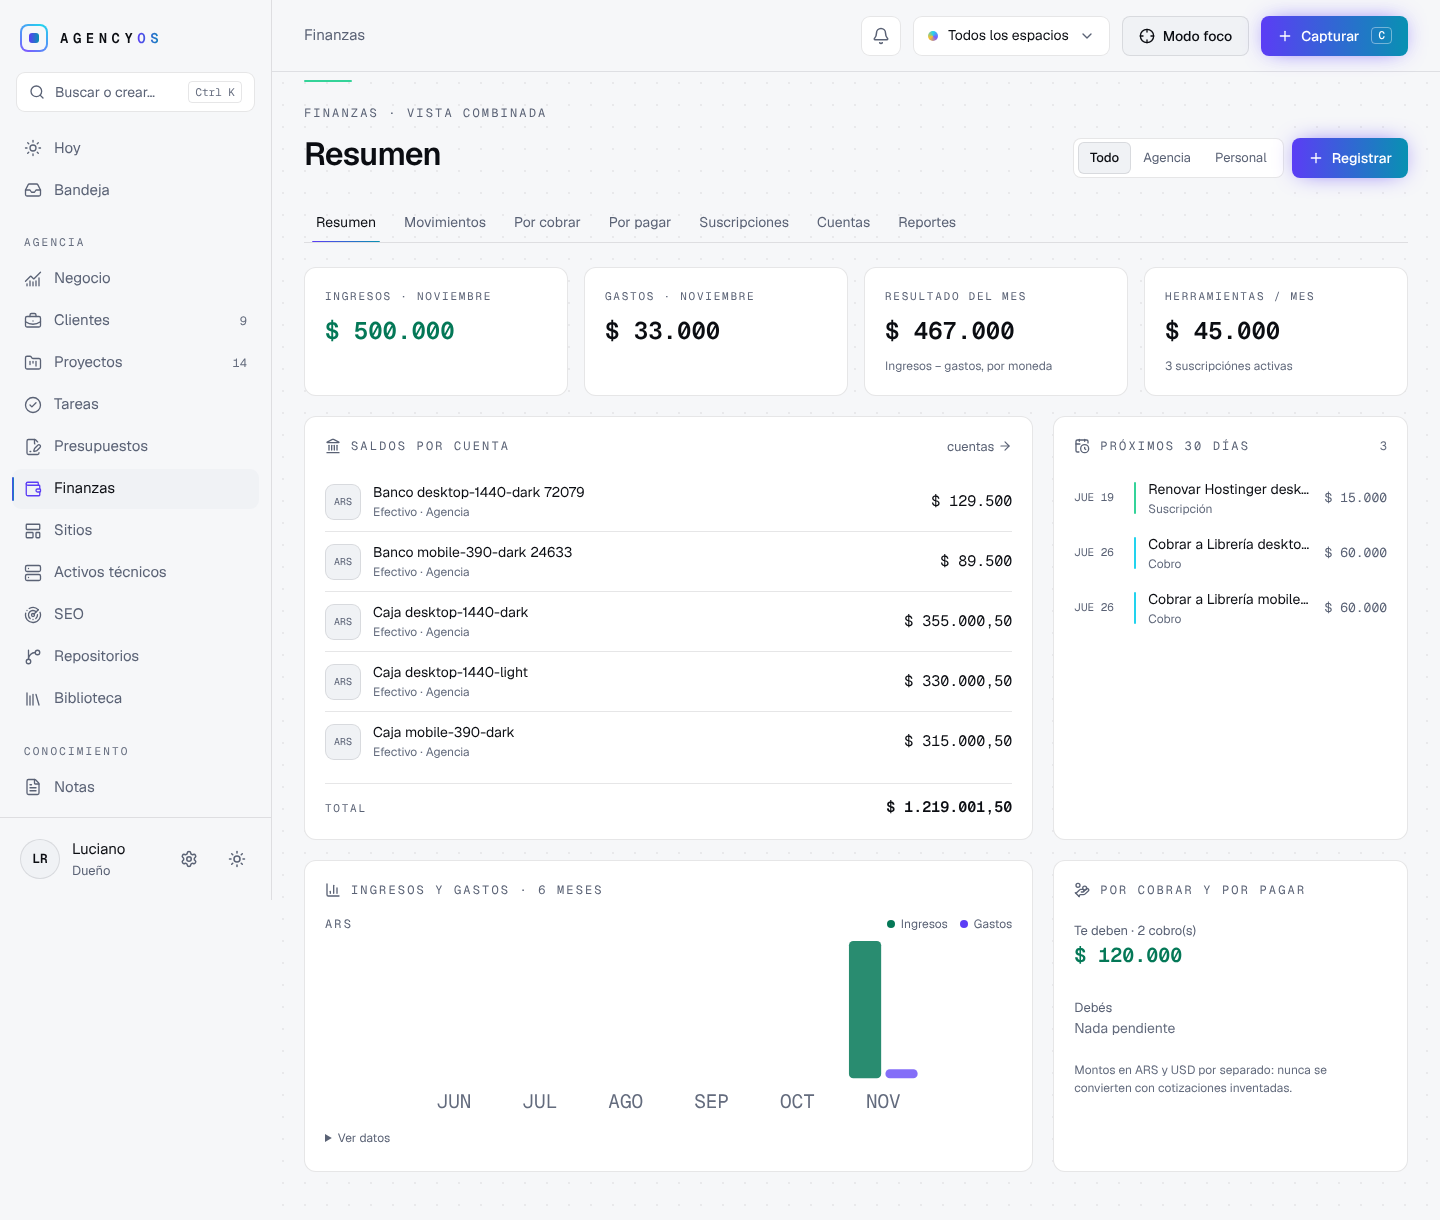 AGENCYOS
Buscar o crear... Ctrl K
Hoy
Bandeja
AGENCIA
Negocio
Clientes 9
Proyectos 14
Tareas
Presupuestos
Finanzas
Sitios
Activos técnicos
SEO
Repositorios
Biblioteca
CONOCIMIENTO
Notas
LR Luciano
Dueño
Finanzas
Todos los espacios
Modo foco
Capturar C
FINANZAS · VISTA COMBINADA
Resumen
Todo Agencia Personal
Registrar
Resumen Movimientos Por cobrar Por pagar Suscripciones Cuentas Reportes
INGRESOS · NOVIEMBRE
$ 500.000
GASTOS · NOVIEMBRE
$ 33.000
RESULTADO DEL MES
$ 467.000
Ingresos – gastos, por moneda
HERRAMIENTAS / MES
$ 45.000
3 suscripciónes activas
SALDOS POR CUENTA cuentas →
ARS Banco desktop-1440-dark 72079 $ 129.500
Efectivo · Agencia
ARS Banco mobile-390-dark 24633 $ 89.500
Efectivo · Agencia
ARS Caja desktop-1440-dark $ 355.000,50
Efectivo · Agencia
ARS Caja desktop-1440-light $ 330.000,50
Efectivo · Agencia
ARS Caja mobile-390-dark $ 315.000,50
Efectivo · Agencia
TOTAL $ 1.219.001,50
PRÓXIMOS 30 DÍAS 3
JUE 19 Renovar Hostinger desk... $ 15.000
Suscripción
JUE 26 Cobrar a Librería deskto... $ 60.000
Cobro
JUE 26 Cobrar a Librería mobile... $ 60.000
Cobro
INGRESOS Y GASTOS · 6 MESES
ARS Ingresos Gastos
JUN JUL AGO SEP OCT NOV
Ver datos
POR COBRAR Y POR PAGAR
Te deben · 2 cobro(s)
$ 120.000
Debés
Nada pendiente
Montos en ARS y USD por separado: nunca se
convierten con cotizaciones inventadas.